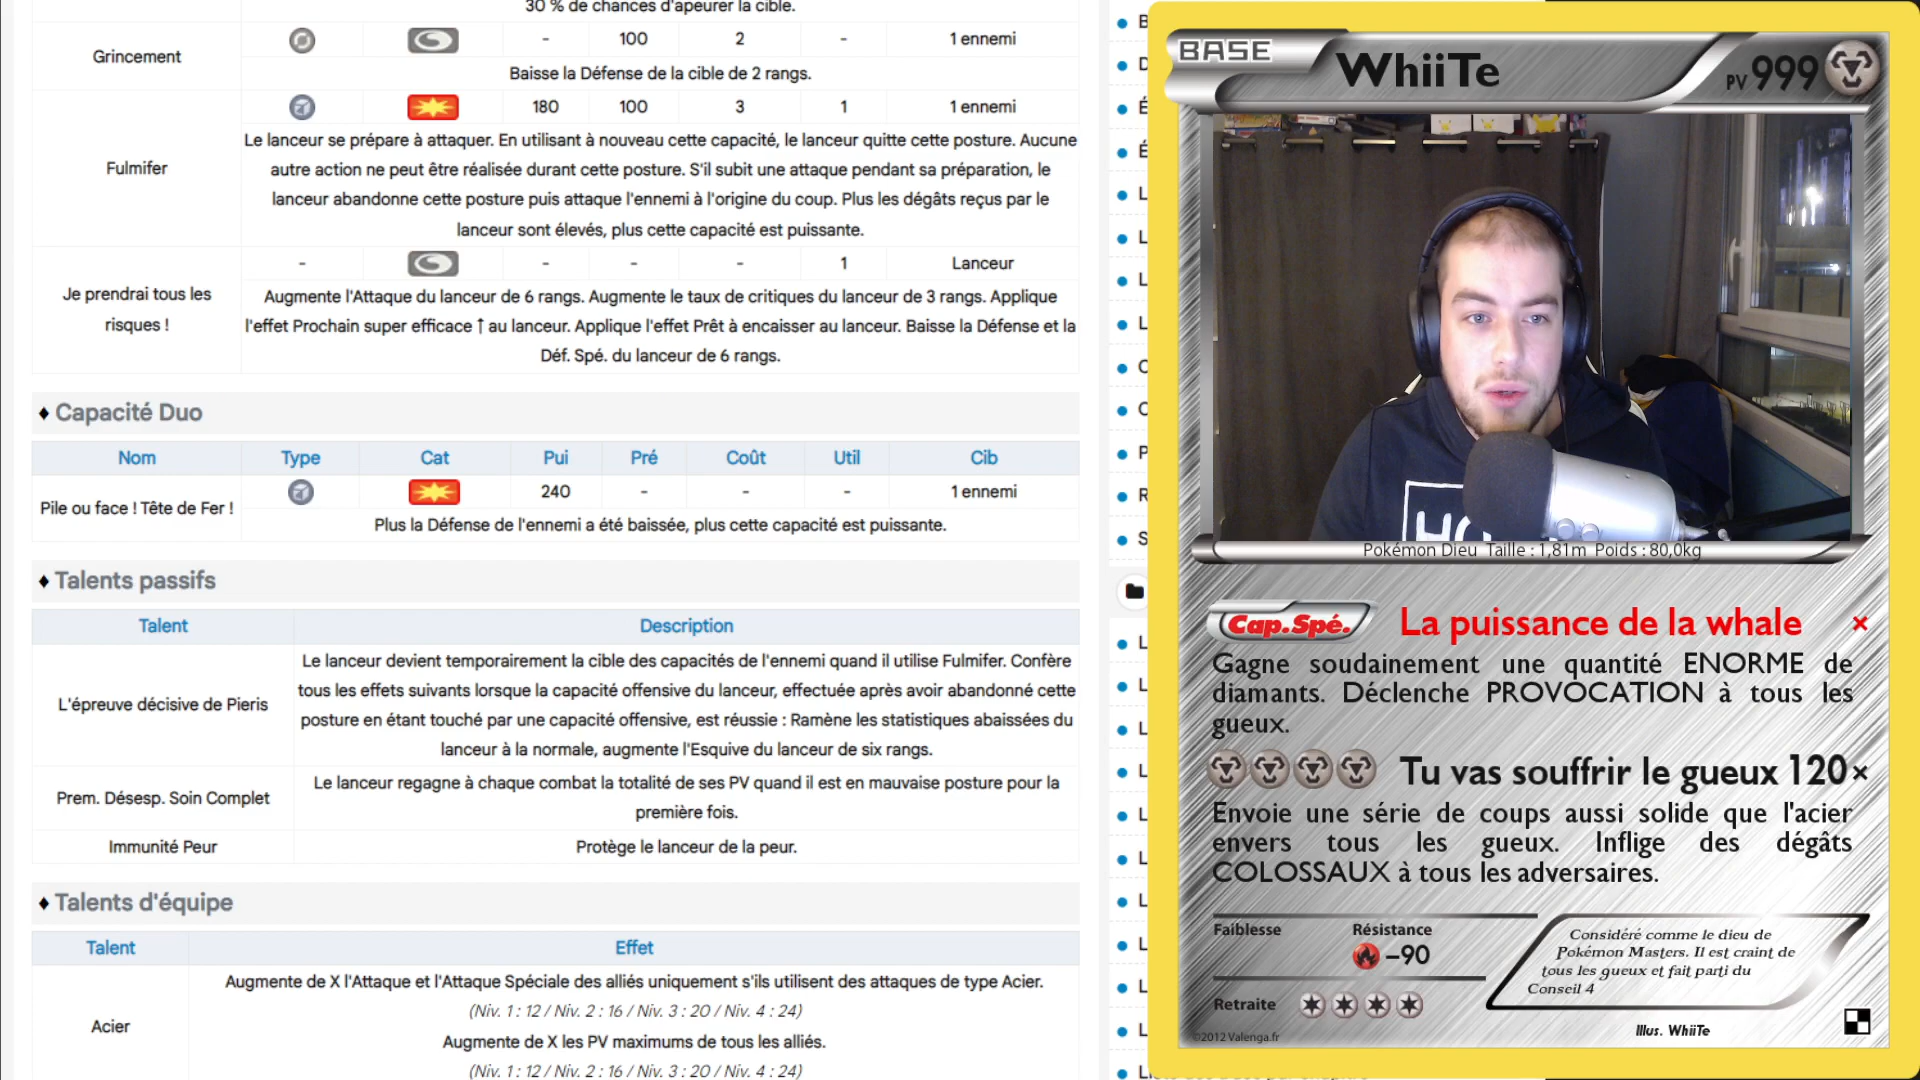 30 % de chances d'apeurer la cible.
Grincement
- 100 2 - 1 ennemi
Baisse la Défense de la cible de 2 rangs.
Fulmifer
180 100 3 1 1 ennemi
Le lanceur se prépare à attaquer. En utilisant à nouveau cette capacité, le lanceur quitte cette posture. Aucune
autre action ne peut être réalisée durant cette posture. S'il subit une attaque pendant sa préparation, le
lanceur abandonne cette posture puis attaque l'ennemi à l'origine du coup. Plus les dégâts reçus par le
lanceur sont élevés, plus cette capacité est puissante.
Je prendrai tous les
risques !
- - - - 1 Lanceur
Augmente l'Attaque du lanceur de 6 rangs. Augmente le taux de critiques du lanceur de 3 rangs. Applique
l'effet Prochain super efficace ↑ au lanceur. Applique l'effet Prêt à encaisser au lanceur. Baisse la Défense et la
Déf. Spé. du lanceur de 6 rangs.
♦ Capacité Duo
Nom Type Cat Pui Pré Coût Util Cib
Pile ou face ! Tête de Fer !
240 - - - 1 ennemi
Plus la Défense de l'ennemi a été baissée, plus cette capacité est puissante.
♦ Talents passifs
Talent Description
L'épreuve décisive de Pieris
Le lanceur devient temporairement la cible des capacités de l'ennemi quand il utilise Fulmifer. Confère
tous les effets suivants lorsque la capacité offensive du lanceur, effectuée après avoir abandonné cette
posture en étant touché par une capacité offensive, est réussie : Ramène les statistiques abaissées du
lanceur à la normale, augmente l'Esquive du lanceur de six rangs.
Prem. Désesp. Soin Complet
Le lanceur regagne à chaque combat la totalité de ses PV quand il est en mauvaise posture pour la
première fois.
Immunité Peur
Protège le lanceur de la peur.
♦ Talents d'équipe
Talent Effet
Acier
Augmente de X l'Attaque et l'Attaque Spéciale des alliés uniquement s'ils utilisent des attaques de type Acier.
(Niv. 1 : 12 / Niv. 2 : 16 / Niv. 3 : 20 / Niv. 4 : 24)
Augmente de X les PV maximums de tous les alliés.
(Niv. 1 : 12 / Niv. 2 : 16 / Niv. 3 : 20 / Niv. 4 : 24)
BASE
WhiiTe
PV 999
Pokémon Dieu Taille : 1,81m Poids : 80,0kg
Cap.Spé. La puissance de la whale ×
Gagne soudainement une quantité ENORME de
diamants. Déclenche PROVOCATION à tous les
gueux.
Tu vas souffrir le gueux 120×
Envoie une série de coups aussi solide que l'acier
envers tous les gueux. Inflige des dégâts
COLOSSAUX à tous les adversaires.
Faiblesse
Résistance
-90
Retraite
Considéré comme le dieu de
Pokémon Masters. Il est craint de
tous les gueux et fait parti du
Conseil 4
Illus. WhiiTe
©2012 Valenga.fr